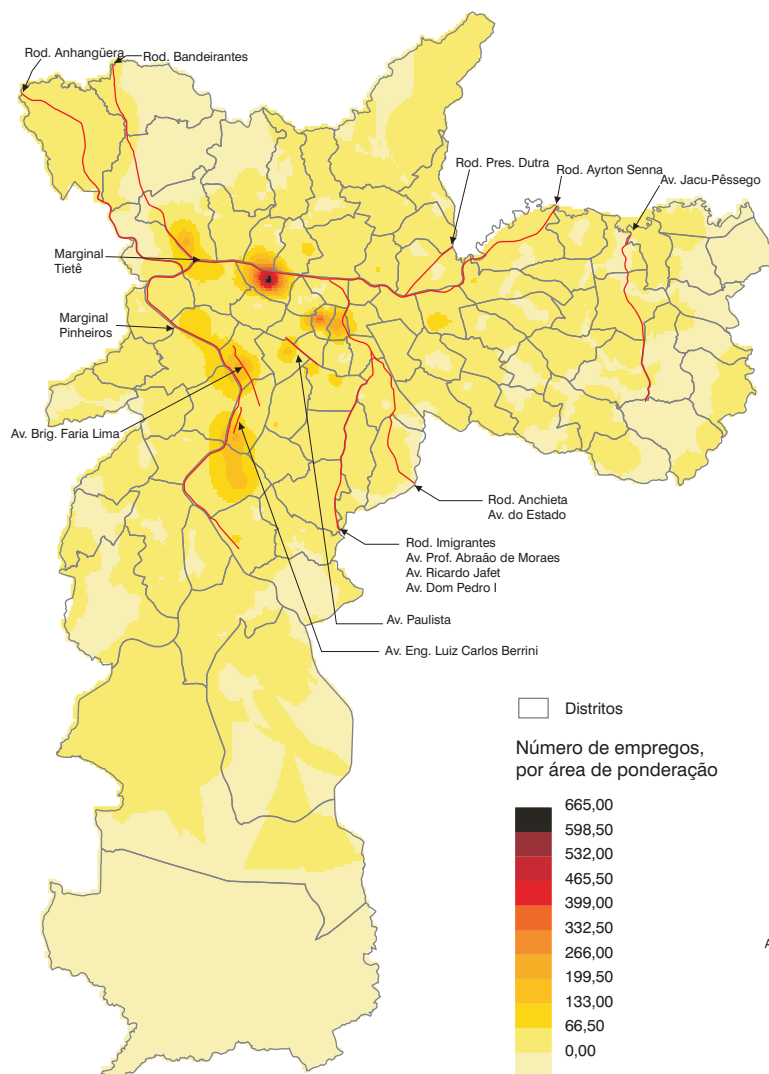 Rod. Anhangüera
Rod. Bandeirantes
Rod. Pres. Dutra
Rod. Ayrton Senna
Av. Jacu-Pêssego
Marginal
Tietê
Marginal
Pinheiros
Av. Brig. Faria Lima
Rod. Anchieta
Av. do Estado
Rod. Imigrantes
Av. Prof. Abraão de Moraes
Av. Ricardo Jafet
Av. Dom Pedro I
Av. Paulista
Av. Eng. Luiz Carlos Berrini
Distritos
Número de empregos,
por área de ponderação
665,00
598,50
532,00
465,50
399,00
332,50
266,00
199,50
133,00
66,50
0,00
A